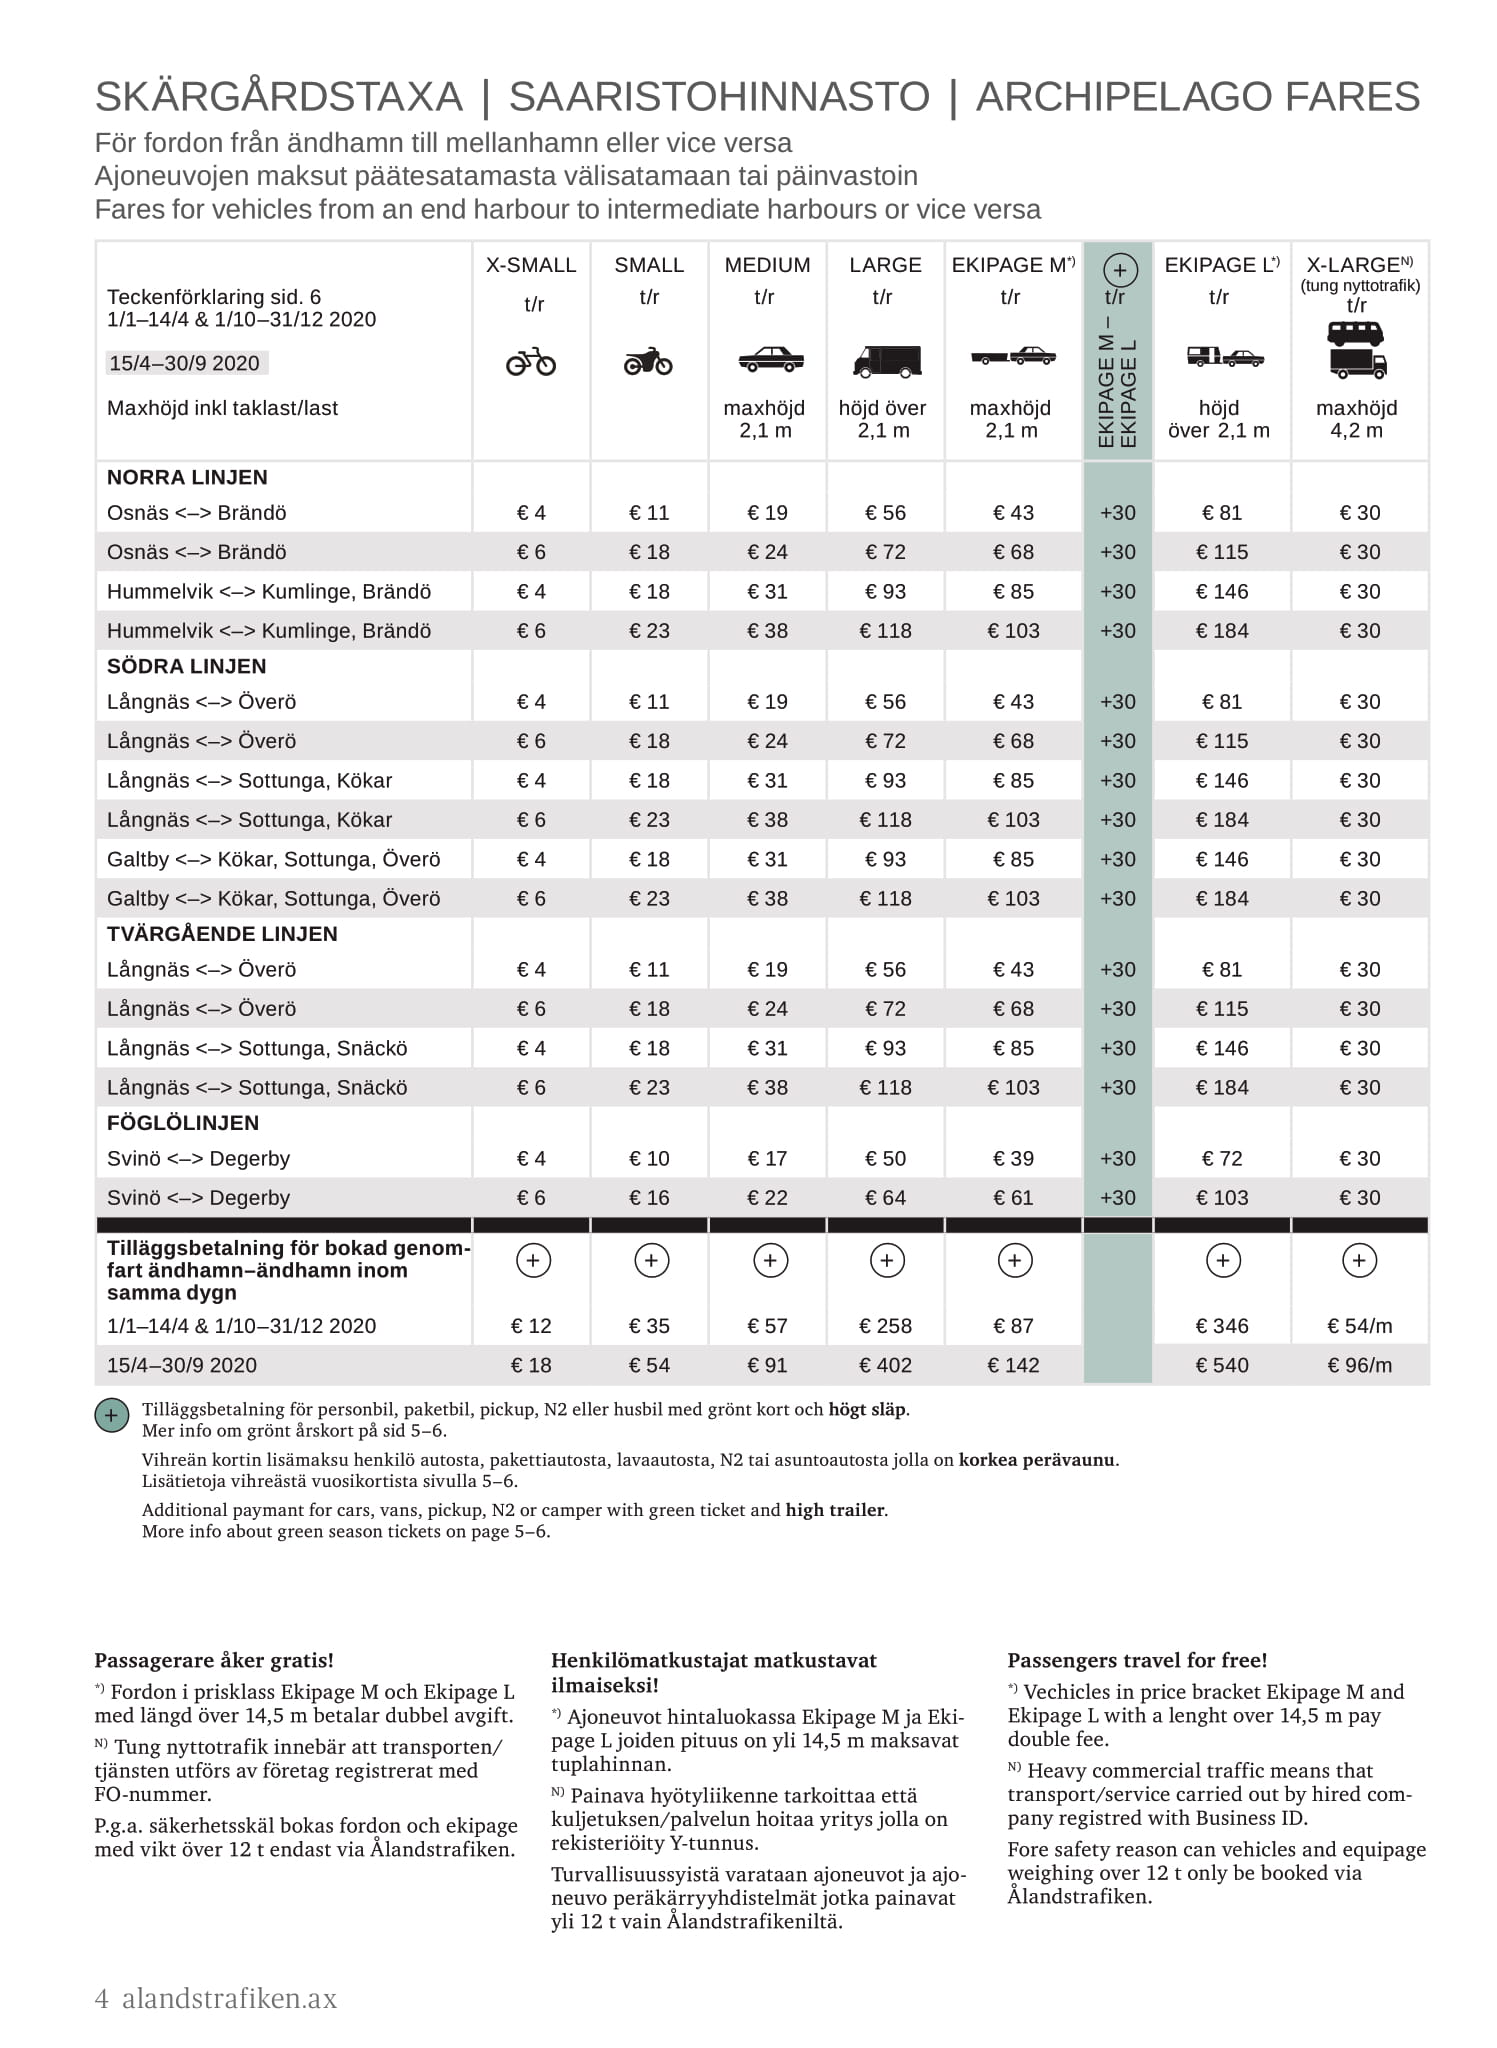 SKÄRGÅRDSTAXA | SAARISTOHINNASTO | ARCHIPELAGO FARES
För fordon från ändhamn till mellanhamn eller vice versa
Ajoneuvojen maksut päätesatamasta välisatamaan tai päinvastoin
Fares for vehicles from an end harbour to intermediate harbours or vice versa
X-SMALL SMALL MEDIUM LARGE EKIPAGE M*) + EKIPAGE L*) X-LARGEN)
(tung nyttotrafik)
Teckenförklaring sid. 6 t/r t/r t/r t/r t/r t/r t/r t/r
1/1–14/4 & 1/10–31/12 2020
15/4–30/9 2020
EKIPAGE M –
EKIPAGE L
Maxhöjd inkl taklast/last maxhöjd höjd över maxhöjd höjd maxhöjd
2,1 m 2,1 m 2,1 m över 2,1 m 4,2 m
NORRA LINJEN
Osnäs <–> Brändö € 4 € 11 € 19 € 56 € 43 +30 € 81 € 30
Osnäs <–> Brändö € 6 € 18 € 24 € 72 € 68 +30 € 115 € 30
Hummelvik <–> Kumlinge, Brändö € 4 € 18 € 31 € 93 € 85 +30 € 146 € 30
Hummelvik <–> Kumlinge, Brändö € 6 € 23 € 38 € 118 € 103 +30 € 184 € 30
SÖDRA LINJEN
Långnäs <–> Överö € 4 € 11 € 19 € 56 € 43 +30 € 81 € 30
Långnäs <–> Överö € 6 € 18 € 24 € 72 € 68 +30 € 115 € 30
Långnäs <–> Sottunga, Kökar € 4 € 18 € 31 € 93 € 85 +30 € 146 € 30
Långnäs <–> Sottunga, Kökar € 6 € 23 € 38 € 118 € 103 +30 € 184 € 30
Galtby <–> Kökar, Sottunga, Överö € 4 € 18 € 31 € 93 € 85 +30 € 146 € 30
Galtby <–> Kökar, Sottunga, Överö € 6 € 23 € 38 € 118 € 103 +30 € 184 € 30
TVÄRGÅENDE LINJEN
Långnäs <–> Överö € 4 € 11 € 19 € 56 € 43 +30 € 81 € 30
Långnäs <–> Överö € 6 € 18 € 24 € 72 € 68 +30 € 115 € 30
Långnäs <–> Sottunga, Snäckö € 4 € 18 € 31 € 93 € 85 +30 € 146 € 30
Långnäs <–> Sottunga, Snäckö € 6 € 23 € 38 € 118 € 103 +30 € 184 € 30
FÖGLÖLINJEN
Svinö <–> Degerby € 4 € 10 € 17 € 50 € 39 +30 € 72 € 30
Svinö <–> Degerby € 6 € 16 € 22 € 64 € 61 +30 € 103 € 30
Tilläggsbetalning för bokad genom- + + + + + + +
fart ändhamn–ändhamn inom
samma dygn
1/1–14/4 & 1/10–31/12 2020 € 12 € 35 € 57 € 258 € 87 € 346 € 54/m
15/4–30/9 2020 € 18 € 54 € 91 € 402 € 142 € 540 € 96/m
+ Tilläggsbetalning för personbil, paketbil, pickup, N2 eller husbil med grönt kort och högt släp.
Mer info om grönt årskort på sid 5–6.
Vihreän kortin lisämaksu henkilö autosta, pakettiautosta, lavaautosta, N2 tai asuntoautosta jolla on korkea perävaunu.
Lisätietoja vihreästä vuosikortista sivulla 5–6.
Additional paymant for cars, vans, pickup, N2 or camper with green ticket and high trailer.
More info about green season tickets on page 5–6.
Passagerare åker gratis!
*) Fordon i prisklass Ekipage M och Ekipage L
med längd över 14,5 m betalar dubbel avgift.
N) Tung nyttotrafik innebär att transporten/
tjänsten utförs av företag registrerat med
FO-nummer.
P.g.a. säkerhetsskäl bokas fordon och ekipage
med vikt över 12 t endast via Ålandstrafiken.
Henkilömatkustajat matkustavat
ilmaiseksi!
*) Ajoneuvot hintaluokassa Ekipage M ja Eki-
page L joiden pituus on yli 14,5 m maksavat
tuplahinnan.
N) Painava hyötyliikenne tarkoittaa että
kuljetuksen/palvelun hoitaa yritys jolla on
rekisteriöity Y-tunnus.
Turvallisuussyistä varataan ajoneuvot ja ajo-
neuvo peräkärryyhdistelmät jotka painavat
yli 12 t vain Ålandstrafikeniltä.
Passengers travel for free!
*) Vechicles in price bracket Ekipage M and
Ekipage L with a lenght over 14,5 m pay
double fee.
N) Heavy commercial traffic means that
transport/service carried out by hired com-
pany registred with Business ID.
Fore safety reason can vehicles and equipage
weighing over 12 t only be booked via
Ålandstrafiken.
4 alandstrafiken.ax